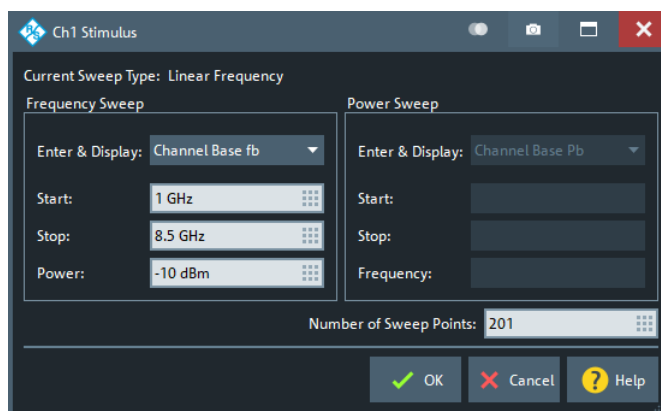 Ch1 Stimulus
Current Sweep Type: Linear Frequency
Frequency Sweep
Enter & Display: Channel Base fb
Start: 1 GHz
Stop: 8.5 GHz
Power: -10 dBm
Power Sweep
Enter & Display: Channel Base Pb
Start:
Stop:
Frequency:
Number of Sweep Points: 201
OK Cancel ? Help